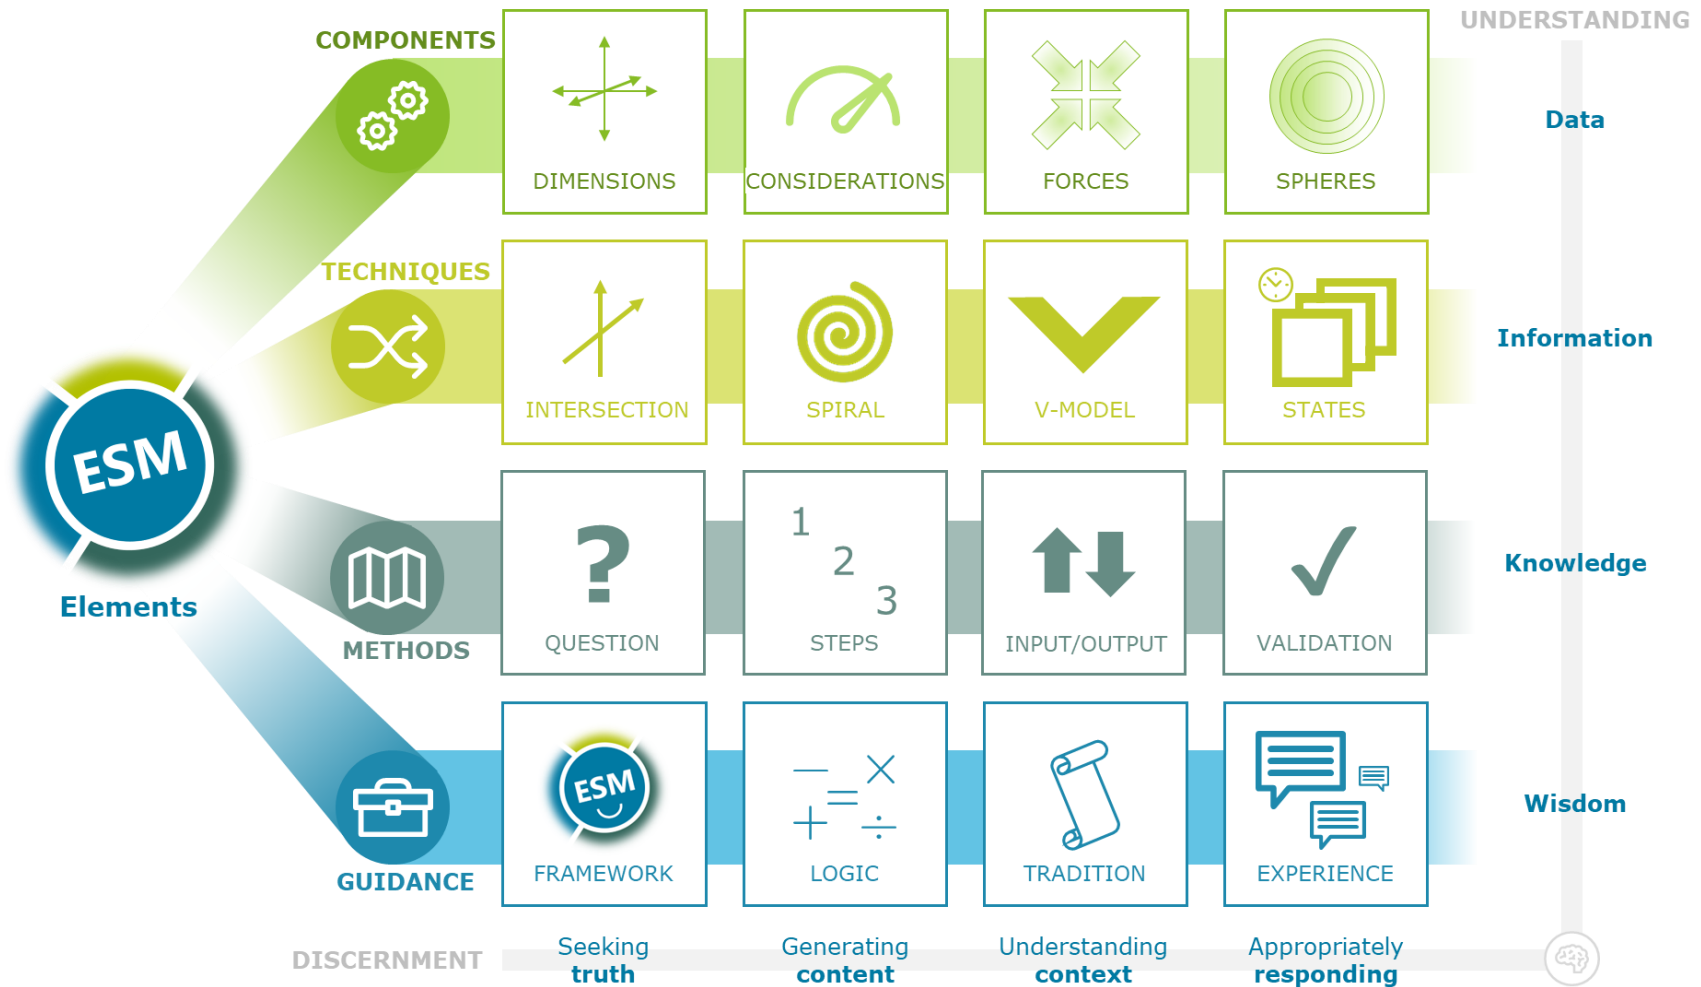 UNDERSTANDING
COMPONENTS
DIMENSIONS
CONSIDERATIONS
FORCES
SPHERES
Data
TECHNIQUES
INTERSECTION
SPIRAL
V-MODEL
STATES
Information
ESM
Elements
METHODS
?
QUESTION
1
2
3
STEPS
INPUT/OUTPUT
VALIDATION
Knowledge
GUIDANCE
ESM
FRAMEWORK
LOGIC
TRADITION
EXPERIENCE
Wisdom
DISCERNMENT
Seeking
truth
Generating
content
Understanding
context
Appropriately
responding